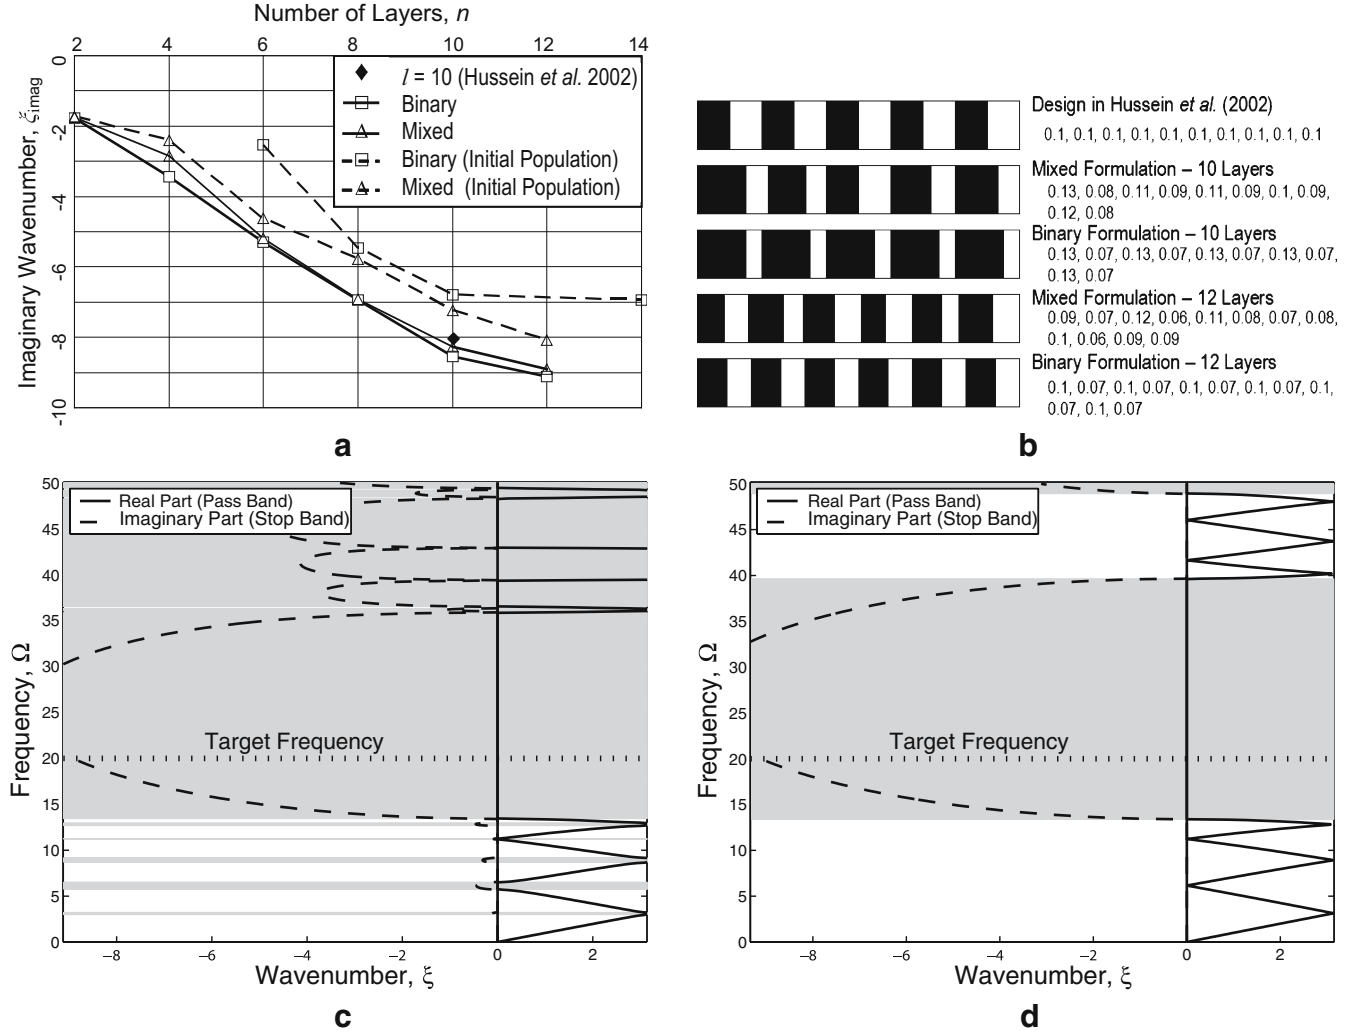 Number of Layers, n
2 4 6 8 10 12 14
0
-2
-4
-6
-8
-10
Imaginary Wavenumber, ξimag
l = 10 (Hussein et al. 2002)
Binary
Mixed
Binary (Initial Population)
Mixed (Initial Population)
a
Design in Hussein et al. (2002)
0.1, 0.1, 0.1, 0.1, 0.1, 0.1, 0.1, 0.1, 0.1, 0.1
Mixed Formulation – 10 Layers
0.13, 0.08, 0.11, 0.09, 0.11, 0.09, 0.1, 0.09,
0.12, 0.08
Binary Formulation – 10 Layers
0.13, 0.07, 0.13, 0.07, 0.13, 0.07, 0.13, 0.07,
0.13, 0.07
Mixed Formulation – 12 Layers
0.09, 0.07, 0.12, 0.06, 0.11, 0.08, 0.07, 0.08,
0.1, 0.06, 0.09, 0.09
Binary Formulation – 12 Layers
0.1, 0.07, 0.1, 0.07, 0.1, 0.07, 0.1, 0.07, 0.1,
0.07, 0.1, 0.07
b
50
45
40
35
30
25
20
15
10
5
0
Frequency, Ω
Real Part (Pass Band)
Imaginary Part (Stop Band)
Target Frequency
−8 −6 −4 −2 0 2
Wavenumber, ξ
c
50
45
40
35
30
25
20
15
10
5
0
Frequency, Ω
Real Part (Pass Band)
Imaginary Part (Stop Band)
Target Frequency
−8 −6 −4 −2 0 2
Wavenumber, ξ
d